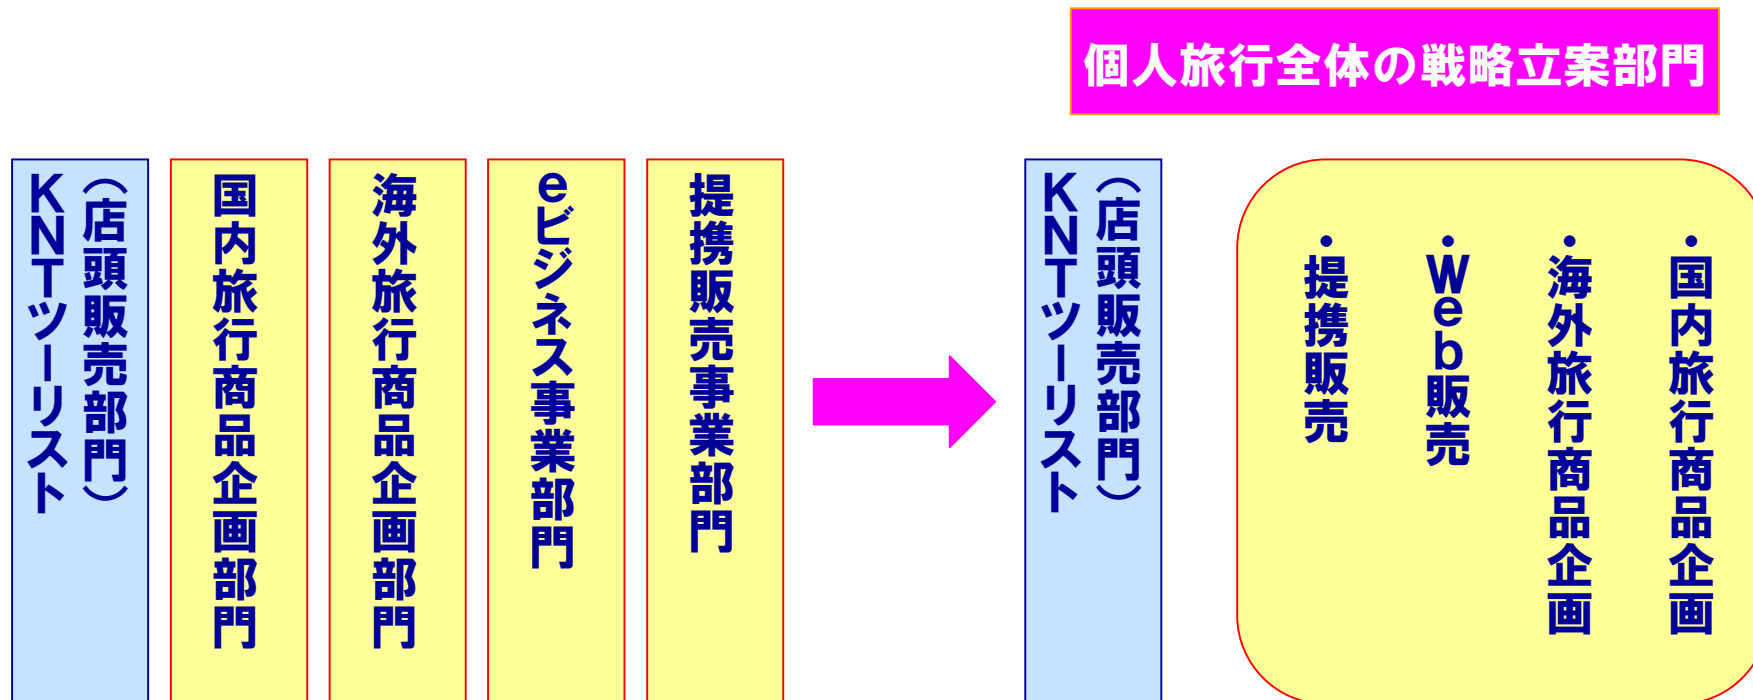 個人旅行全体の戦略立案部門
(店頭販売部門)
KNTツーリスト
国内旅行商品企画部門
海外旅行商品企画部門
eビジネス事業部門
提携販売事業部門
(店頭販売部門)
KNTツーリスト
・国内旅行商品企画
・海外旅行商品企画
・Web販売
・提携販売